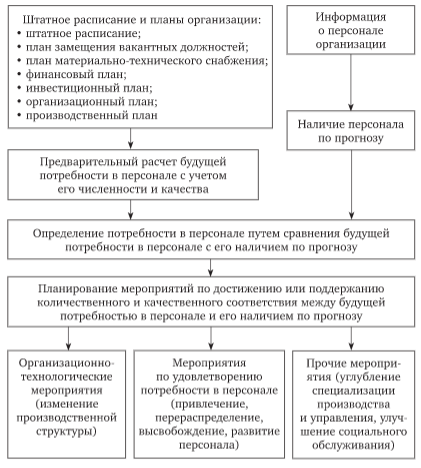 Штатное расписание и планы организации:
• штатное расписание;
• план замещения вакантных должностей;
• план материально-технического снабжения;
• финансовый план;
• инвестиционный план;
• организационный план;
• производственный план
Информация
о персонале
организации
Наличие персонала
по прогнозу
Предварительный расчет будущей
потребности в персонале с учетом
его численности и качества
Определение потребности в персонале путем сравнения будущей
потребности в персонале с его наличием по прогнозу
Планирование мероприятий по достижению или поддержанию
количественного и качественного соответствия между будущей
потребностью в персонале и его наличием по прогнозу
Организационно-
технологические
мероприятия
(изменение
производственной
структуры)
Мероприятия
по удовлетворению
потребности в персонале
(привлечение,
перераспределение,
высвобождение, развитие
персонала)
Прочие меропри-
ятия (углубление
специализации
производства
и управления, улуч-
шение социального
обслуживания)